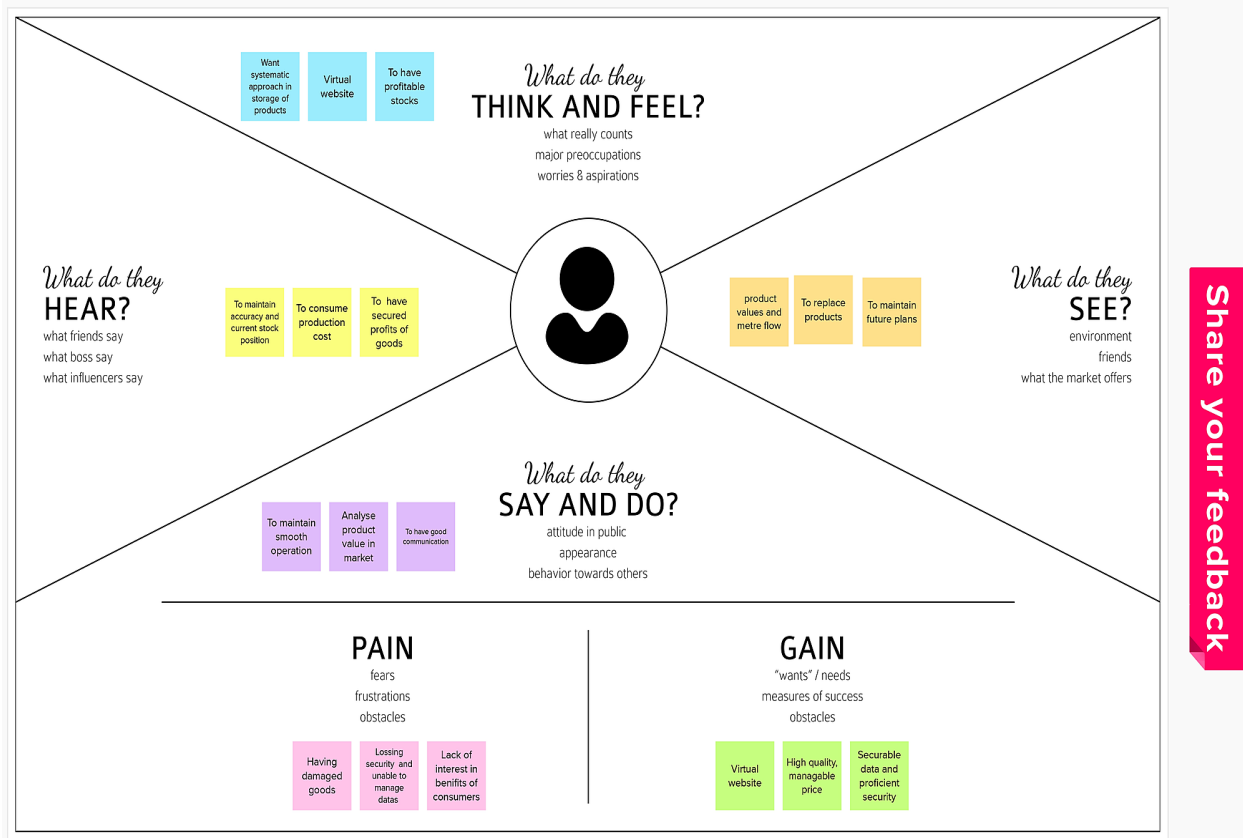 What do they
THINK AND FEEL?
what really counts
major preoccupations
worries & aspirations
Want
systematic
approach in
storage of
products
Virtual
website
To have
profitable
stocks
What do they
HEAR?
what friends say
what boss say
what influencers say
To maintain
accuracy and
current stock
position
To consume
production
cost
To have
secured
profits of
goods
product
values and
metre flow
To replace
products
To maintain
future plans
What do they
SEE?
environment
friends
what the market offers
What do they
SAY AND DO?
attitude in public
appearance
behavior towards others
To maintain
smooth
operation
Analyse
product
value in
market
To have good
communication
PAIN
fears
frustrations
obstacles
Having
damaged
goods
Lossing
security and
unable to
manage
datas
Lack of
interest in
benifits of
consumers
GAIN
"wants" / needs
measures of success
obstacles
Virtual
website
High quality,
managable
price
Securable
data and
proficient
security
Share your feedback